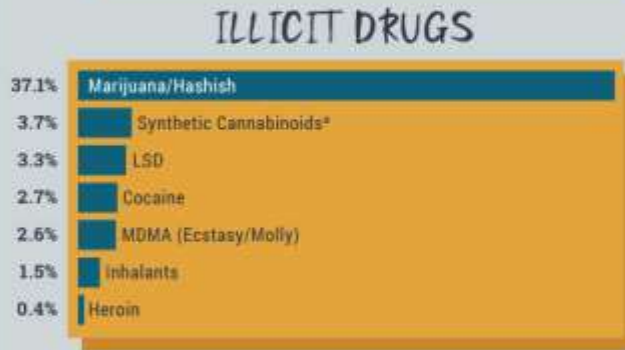 ILLICIT DRUGS
37.1% Marijuana/Hashish
3.7% Synthetic Cannabinoids*
3.3% LSD
2.7% Cocaine
2.6% MDMA (Ecstasy/Molly)
1.5% Inhalants
0.4% Heroin